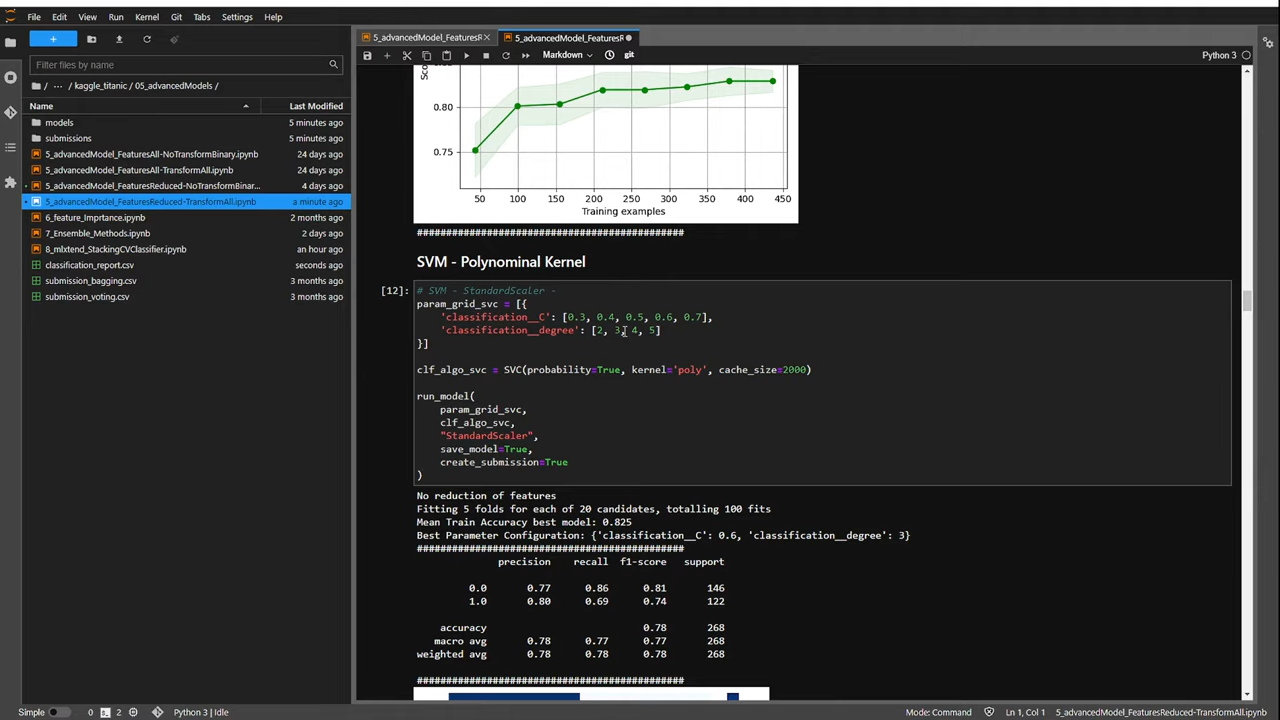 File Edit View Run Kernel Git Tabs Settings Help
5_advancedModel_FeaturesR
5_advancedModel_FeaturesR
Filter files by name
Markdown
git
Python 3
/ ··· / kaggle_titanic / 05_advancedModels /
Name Last Modified
models 5 minutes ago
submissions 5 minutes ago
5_advancedModel_FeaturesAll-NoTransformBinary.ipynb 24 days ago
5_advancedModel_FeaturesAll-TransformAll.ipynb 24 days ago
5_advancedModel_FeaturesReduced-NoTransformBinar... 4 days ago
5_advancedModel_FeaturesReduced-TransformAll.ipynb a minute ago
6_feature_Imprtance.ipynb 2 months ago
7_Ensemble_Methods.ipynb 2 days ago
8_mlxtend_StackingCVClassifier.ipynb an hour ago
classification_report.csv seconds ago
submission_bagging.csv 3 months ago
submission_voting.csv 3 months ago
0.80
0.75
50 100 150 200 250 300 350 400 450
Training examples
#############################################
SVM - Polynominal Kernel
[12]:
# SVM - StandardScaler -
param_grid_svc = [{
'classification__C': [0.3, 0.4, 0.5, 0.6, 0.7],
'classification__degree': [2, 3, 4, 5]
}]
clf_algo_svc = SVC(probability=True, kernel='poly', cache_size=2000)
run_model(
param_grid_svc,
clf_algo_svc,
"StandardScaler",
save_model=True,
create_submission=True
)
No reduction of features
Fitting 5 folds for each of 20 candidates, totalling 100 fits
Mean Train Accuracy best model: 0.825
Best Parameter Configuration: {'classification__C': 0.6, 'classification__degree': 3}
#############################################
precision recall f1-score support
0.0 0.77 0.86 0.81 146
1.0 0.80 0.69 0.74 122
accuracy 0.78 268
macro avg 0.78 0.77 0.77 268
weighted avg 0.78 0.78 0.78 268
#############################################
Simple 0 2 Python 3 | Idle Mode: Command Ln 1, Col 1 5_advancedModel_FeaturesReduced-TransformAll.ipynb